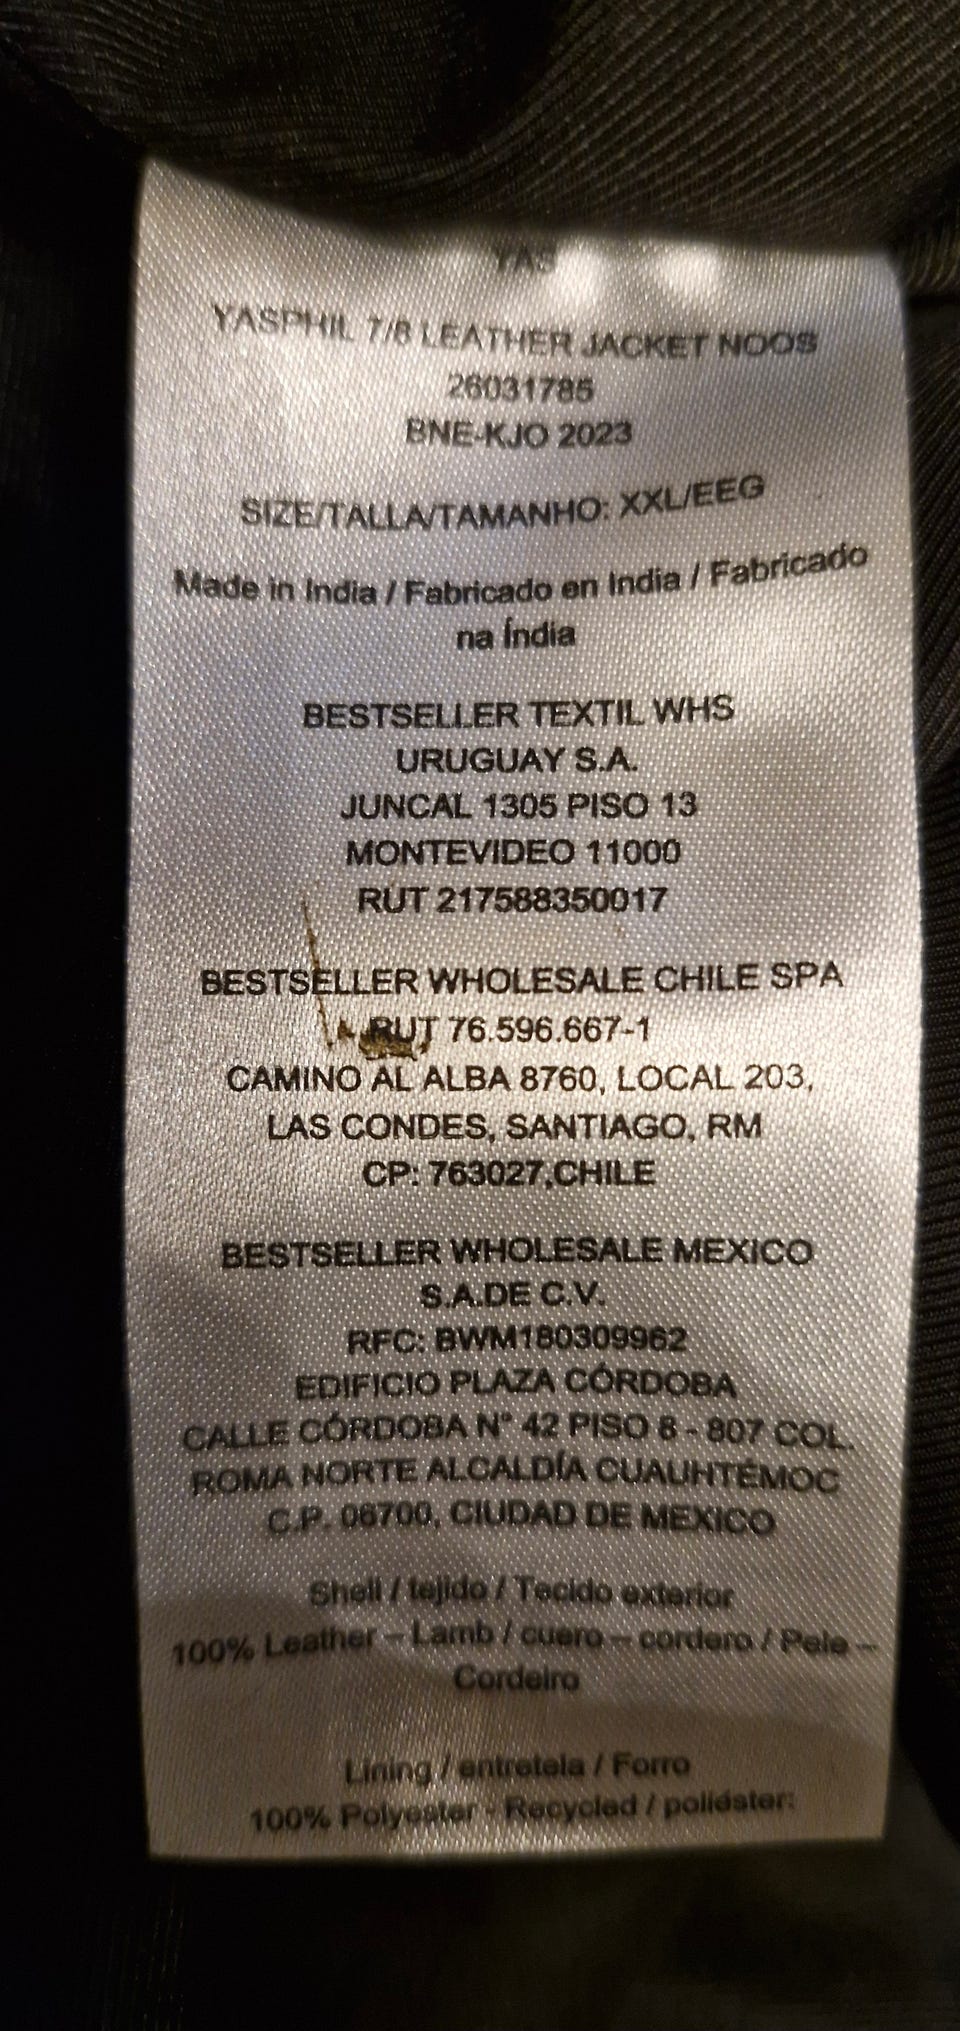 YAS
YASPHIL 7/8 LEATHER JACKET NOOS
26031785
BNE-KJO 2023
SIZE/TALLA/TAMANHO: XXL/EEG
Made in India / Fabricado en India / Fabricado
na Índia
BESTSELLER TEXTIL WHS
URUGUAY S.A.
JUNCAL 1305 PISO 13
MONTEVIDEO 11000
RUT 217588350017
BESTSELLER WHOLESALE CHILE SPA
RUT 76.596.667-1
CAMINO AL ALBA 8760, LOCAL 203,
LAS CONDES, SANTIAGO, RM
CP: 763027,CHILE
BESTSELLER WHOLESALE MEXICO
S.A.DE C.V.
RFC: BWM180309962
EDIFICIO PLAZA CÓRDOBA
CALLE CÓRDOBA N° 42 PISO 8 - 807 COL.
ROMA NORTE ALCALDÍA CUAUHTÉMOC
C.P. 06700, CIUDAD DE MEXICO
Shell / tejido / Tecido exterior
100% Leather – Lamb / cuero – cordero / Pele –
Cordeiro
Lining / entretela / Forro
100% Polyester - Recycled / poliéster: